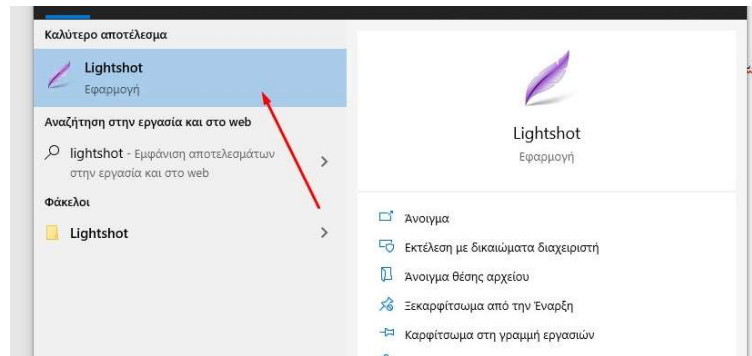 Καλύτερο αποτέλεσμα
Lightshot
Εφαρμογή
Αναζήτηση στην εργασία και στο web
lightshot - Εμφάνιση αποτελεσμάτων
στην εργασία και στο web
Φάκελοι
Lightshot
Lightshot
Εφαρμογή
Άνοιγμα
Εκτέλεση με δικαιώματα διαχειριστή
Άνοιγμα θέσης αρχείου
Ξεκαρφίτσωμα από την Έναρξη
Καρφίτσωμα στη γραμμή εργασιών